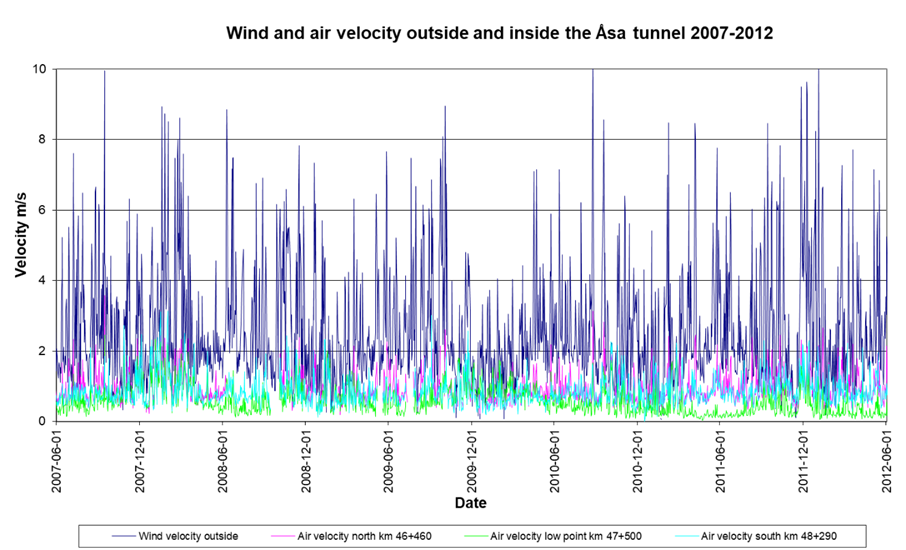 Wind and air velocity outside and inside the Åsa tunnel 2007-2012
10
8
6
4
2
0
Velocity m/s
2007-06-01
2007-12-01
2008-06-01
2008-12-01
2009-06-01
2009-12-01
2010-06-01
2010-12-01
2011-06-01
2011-12-01
2012-06-01
Date
Wind velocity outside
Air velocity north km 46+460
Air velocity low point km 47+500
Air velocity south km 48+290